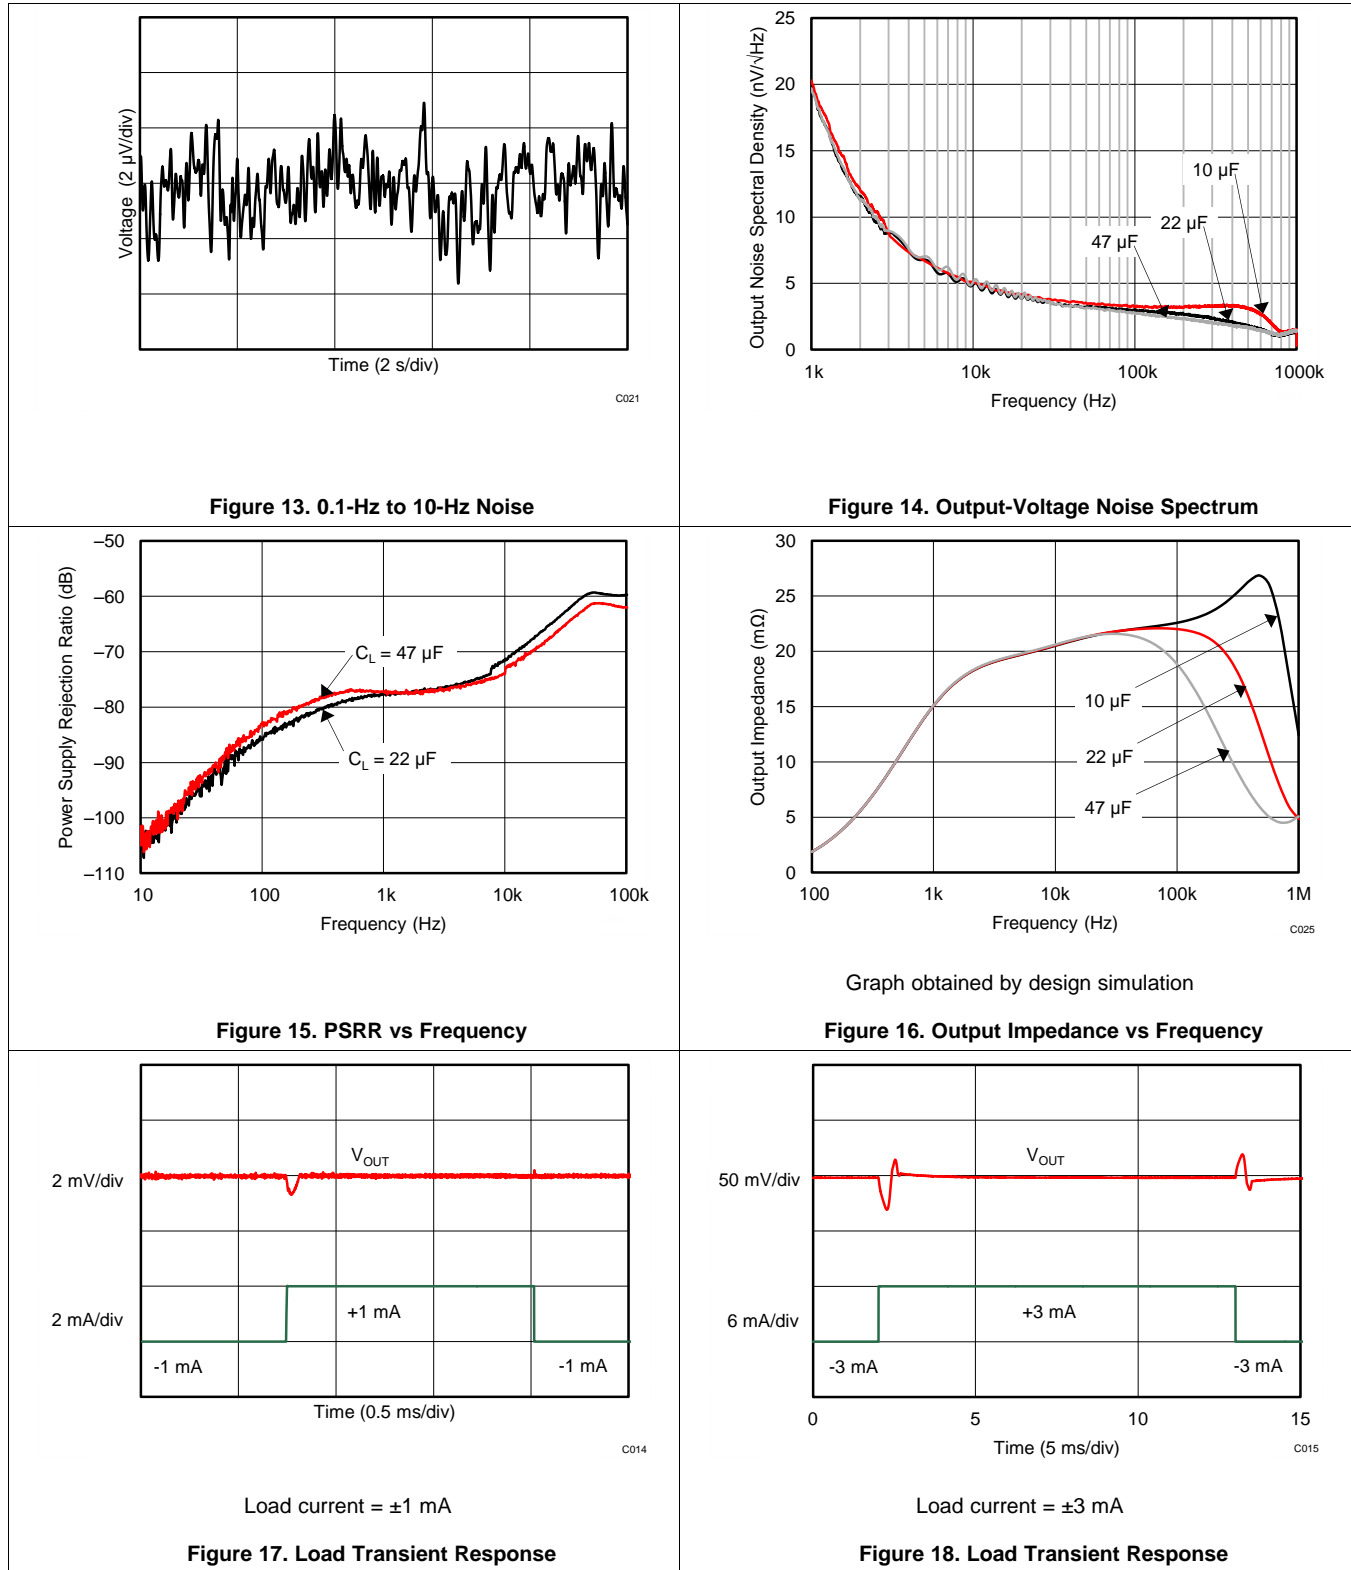 Voltage (2 µV/div)
Time (2 s/div)
C021
Figure 13. 0.1-Hz to 10-Hz Noise
Output Noise Spectral Density (nV/√Hz)
25
20
15
10
5
0
10 µF
22 µF
47 µF
1k 10k 100k 1000k
Frequency (Hz)
Figure 14. Output-Voltage Noise Spectrum
Power Supply Rejection Ratio (dB)
–50
–60
–70
–80
–90
–100
–110
CL = 47 µF
CL = 22 µF
10 100 1k 10k 100k
Frequency (Hz)
Figure 15. PSRR vs Frequency
Output Impedance (mΩ)
30
25
20
15
10
5
0
10 µF
22 µF
47 µF
100 1k 10k 100k 1M
Frequency (Hz)
C025
Graph obtained by design simulation
Figure 16. Output Impedance vs Frequency
VOUT
2 mV/div
2 mA/div
+1 mA
-1 mA -1 mA
Time (0.5 ms/div)
C014
Load current = ±1 mA
Figure 17. Load Transient Response
VOUT
50 mV/div
6 mA/div
+3 mA
-3 mA -3 mA
0 5 10 15
Time (5 ms/div)
C015
Load current = ±3 mA
Figure 18. Load Transient Response